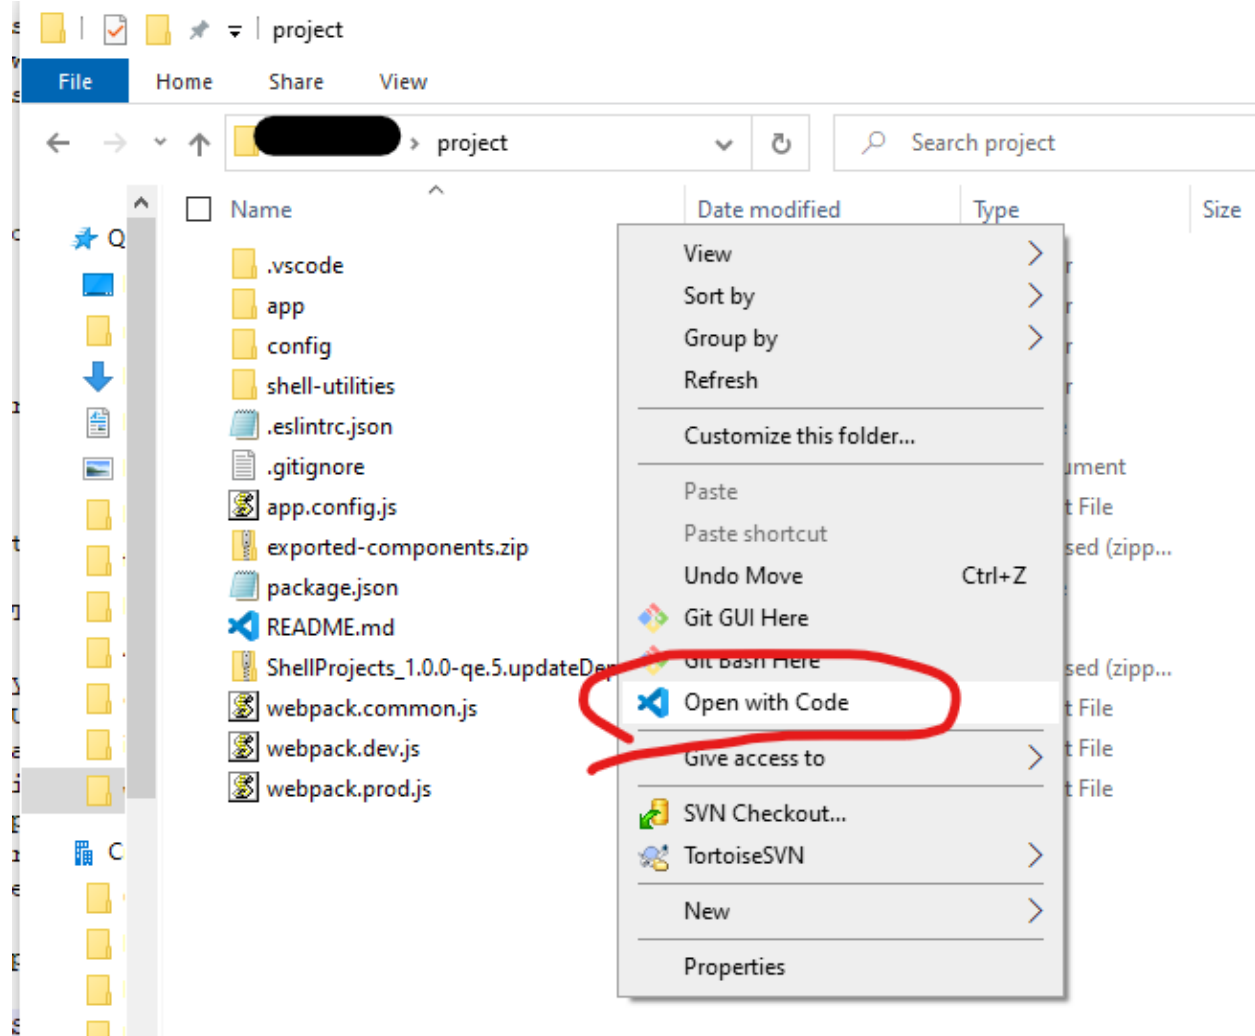 project
File Home Share View
project Search project
Name Date modified Type Size
Q
.vscode
app
config
shell-utilities
.eslintrc.json
.gitignore
app.config.js
exported-components.zip
package.json
README.md
ShellProjects_1.0.0-qe.5.updateDep
webpack.common.js
webpack.dev.js
webpack.prod.js
C
View
Sort by
Group by
Refresh
Customize this folder...
Paste
Paste shortcut
Undo Move Ctrl+Z
Git GUI Here
Git Bash Here
Open with Code
Give access to
SVN Checkout...
TortoiseSVN
New
Properties
ument
t File
sed (zipp...
sed (zipp...
t File
t File
t File